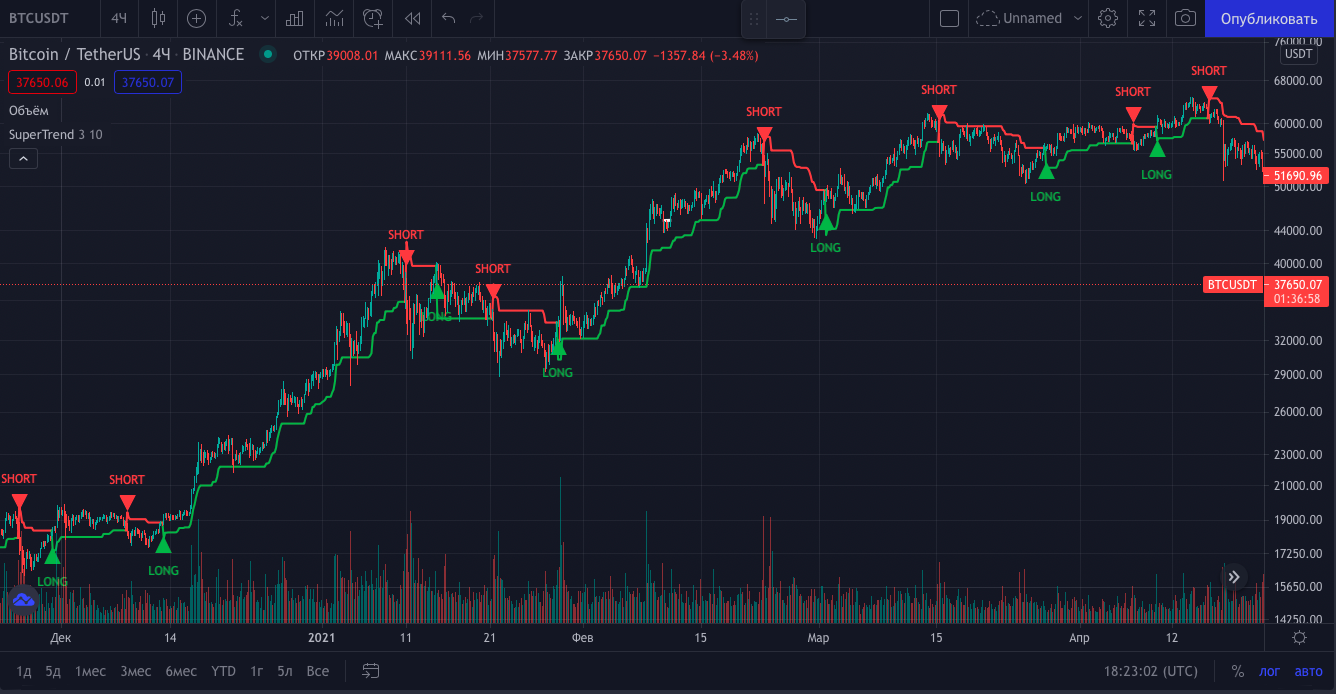 BTCUSDT 4Ч Unnamed Опубликовать
Bitcoin / TetherUS · 4Ч · BINANCE ОТКР39008.01 МАКС39111.56 МИН37577.77 ЗАКР37650.07 −1357.84 (−3.48%)
37650.06 0.01 37650.07
Объём
SuperTrend 3 10
76000.00
USDT
68000.00
60000.00
55000.00
51690.96
50000.00
44000.00
40000.00
BTCUSDT 37650.07
01:36:58
32000.00
29000.00
26000.00
23000.00
21000.00
19000.00
17250.00
15650.00
14250.00
SHORT
SHORT
SHORT
SHORT
SHORT
SHORT
SHORT
SHORT
LONG
LONG
LONG
LONG
LONG
LONG
LONG
Дек 14 2021 11 21 Фев 15 Мар 15 Апр 12
1д 5д 1мес 3мес 6мес YTD 1г 5л Все 18:23:02 (UTC) % лог авто